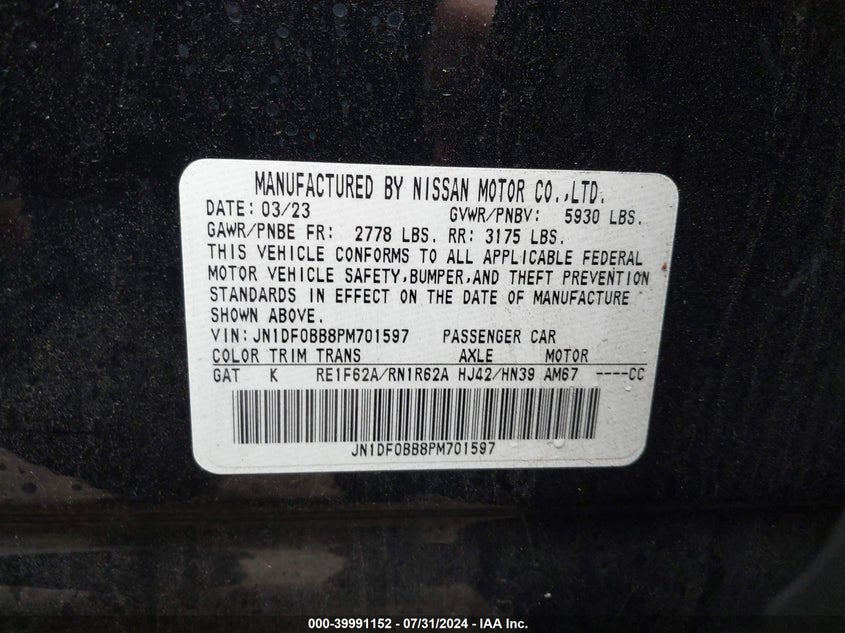 MANUFACTURED BY NISSAN MOTOR CO.,LTD.
DATE: 03/23 GVWR/PNBV: 5930 LBS.
GAWR/PNBE FR: 2778 LBS. RR: 3175 LBS.
THIS VEHICLE CONFORMS TO ALL APPLICABLE FEDERAL
MOTOR VEHICLE SAFETY,BUMPER,AND THEFT PREVENTION
STANDARDS IN EFFECT ON THE DATE OF MANUFACTURE
SHOWN ABOVE.
VIN:JN1DF0BB8PM701597 PASSENGER CAR
COLOR TRIM TRANS AXLE MOTOR
GAT K RE1F62A/RN1R62A HJ42/HN39 AM67 ----CC
JN1DF0BB8PM701597
000-39991152 - 07/31/2024 - IAA Inc.